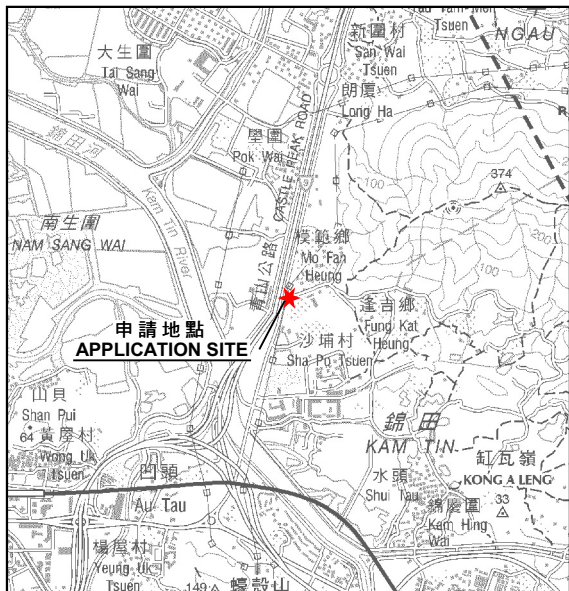 新圍村
San Wai
Tsuen
NGAU
大生圍
Tai Sang
Wai
朗廈
Long Ha
R
壆圍
Pok Wai
錦田河
Kam Tin River
青山公路 CASTLE PEAK ROAD
100
374
100
200
南生圍
NAM SANG WAI
模範鄉
Mo Fan
Heung
申請地點
APPLICATION SITE
逢吉鄉
Fung Kat
Heung
沙埔村
Sha Po Tsuen
山貝
Shan Pui
64
黃屋村
Wong Uk
Tsuen
錦田
KAM TIN
缸瓦嶺
KONG A LENG
33
凹頭
Au Tau
水頭
Shui Tau
錦慶圍
Kam Hing
Wai
楊屋村
Yeung Uk
Tsuen
149
蠔殼山